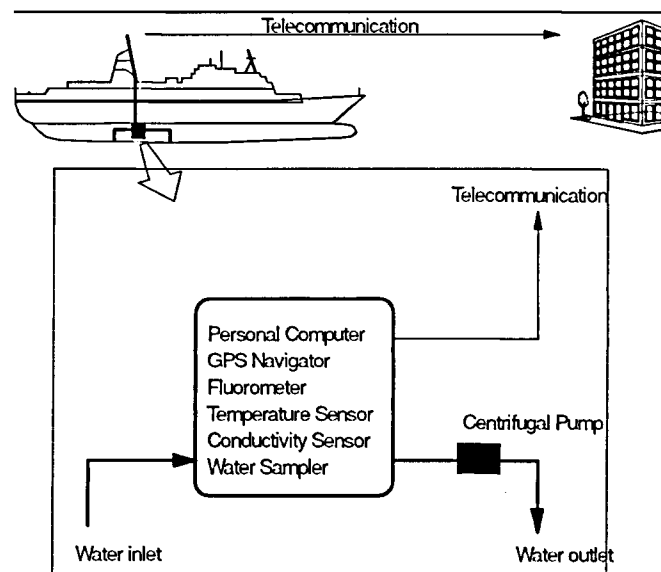 Telecommunication
Telecommunication
Personal Computer
GPS Navigator
Fluorometer
Temperature Sensor
Conductivity Sensor
Water Sampler
Centrifugal Pump
Water inlet
Water outlet